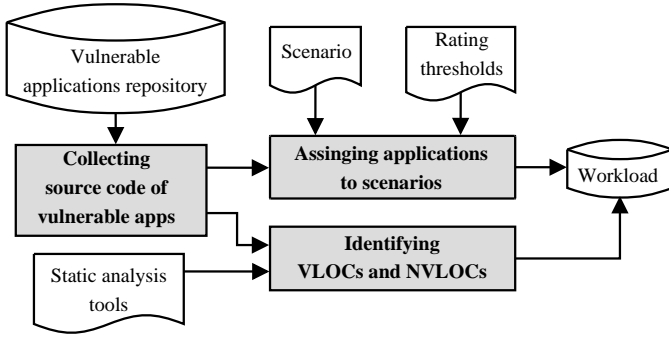 Vulnerable
applications repository
Scenario
Rating
thresholds
Collecting
source code of
vulnerable apps
Assinging applications
to scenarios
Workload
Identifying
VLOCs and NVLOCs
Static analysis
tools